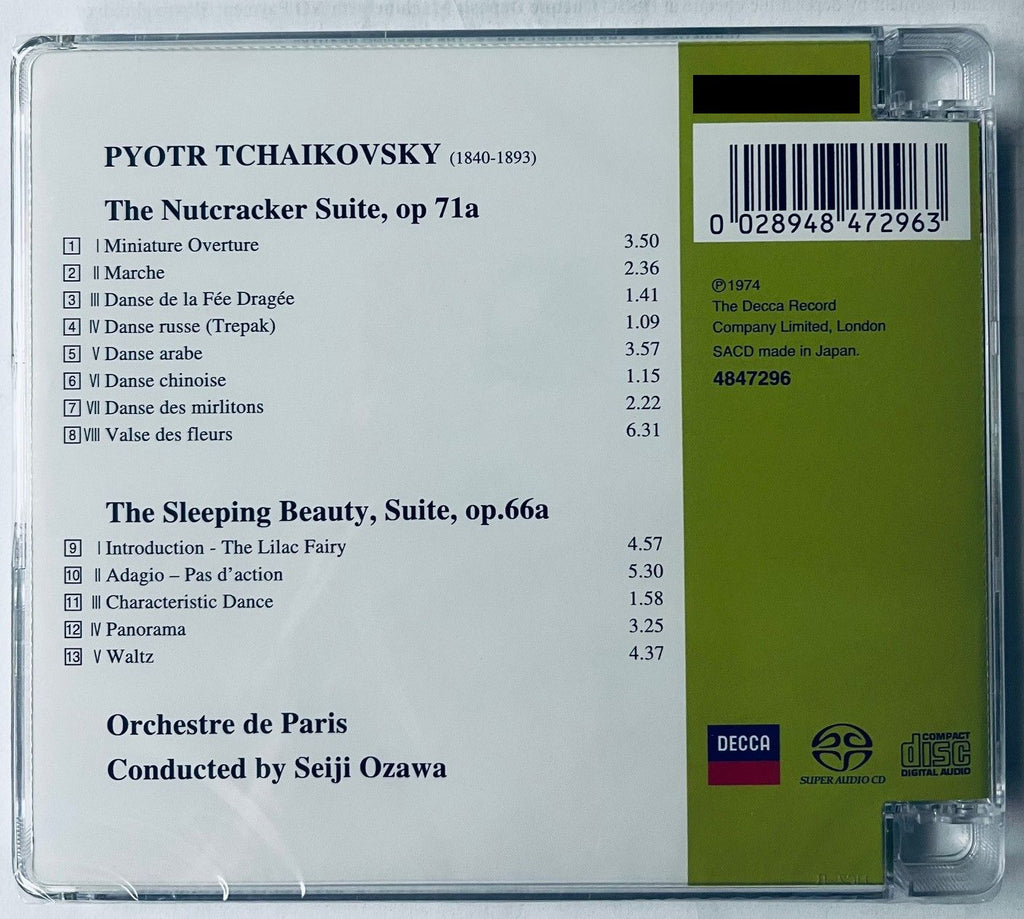 PYOTR TCHAIKOVSKY (1840-1893)
The Nutcracker Suite, op 71a
1 I Miniature Overture 3.50
2 II Marche 2.36
3 III Danse de la Fée Dragée 1.41
4 IV Danse russe (Trepak) 1.09
5 V Danse arabe 3.57
6 VI Danse chinoise 1.15
7 VII Danse des mirlitons 2.22
8 VIII Valse des fleurs 6.31
The Sleeping Beauty, Suite, op.66a
9 I Introduction - The Lilac Fairy 4.57
10 II Adagio – Pas d'action 5.30
11 III Characteristic Dance 1.58
12 IV Panorama 3.25
13 V Waltz 4.37
Orchestre de Paris
Conducted by Seiji Ozawa
0 028948 472963
℗1974
The Decca Record
Company Limited, London
SACD made in Japan.
4847296
DECCA
SUPER AUDIO CD
COMPACT
disc
DIGITAL AUDIO